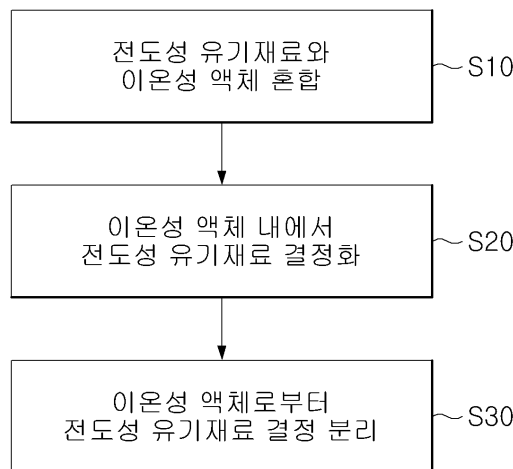 전도성 유기재료와
이온성 액체 혼합
S10
이온성 액체 내에서
전도성 유기재료 결정화
S20
이온성 액체로부터
전도성 유기재료 결정 분리
S30